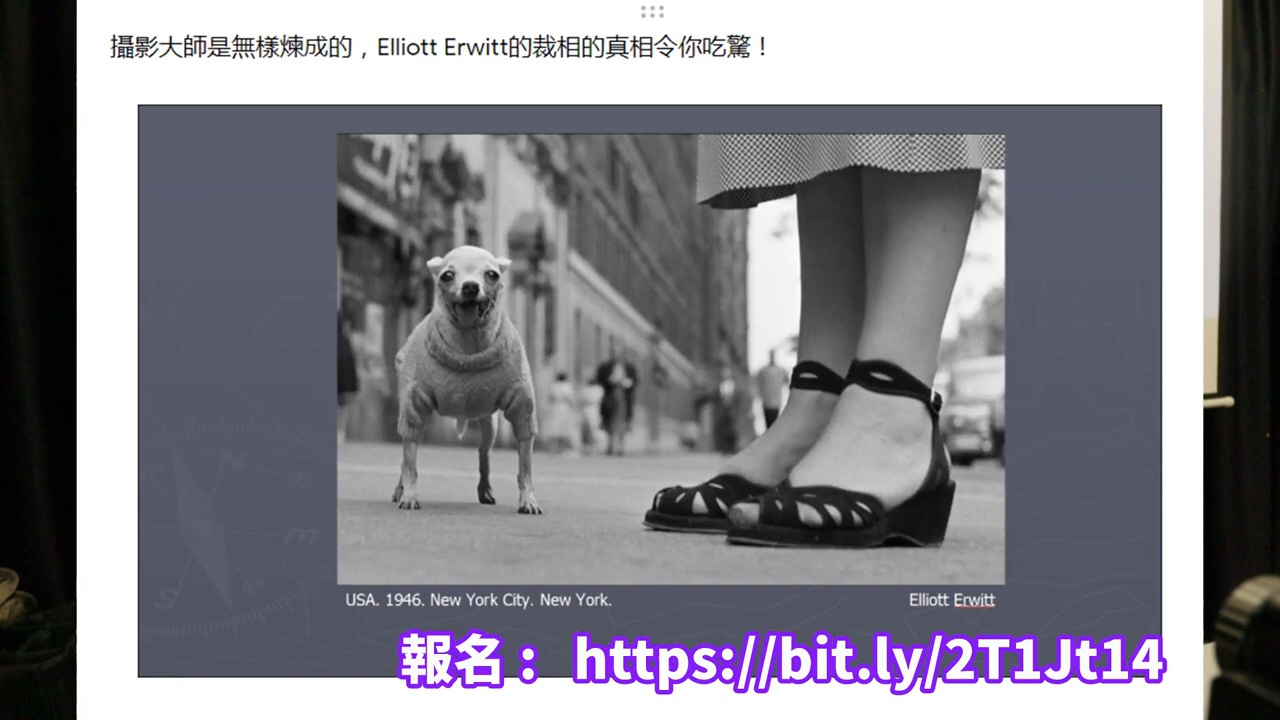 攝影大師是無樣煉成的，Elliott Erwitt的裁相的真相令你吃驚！
USA. 1946. New York City. New York.
Elliott Erwitt
報名： https://bit.ly/2T1Jt14